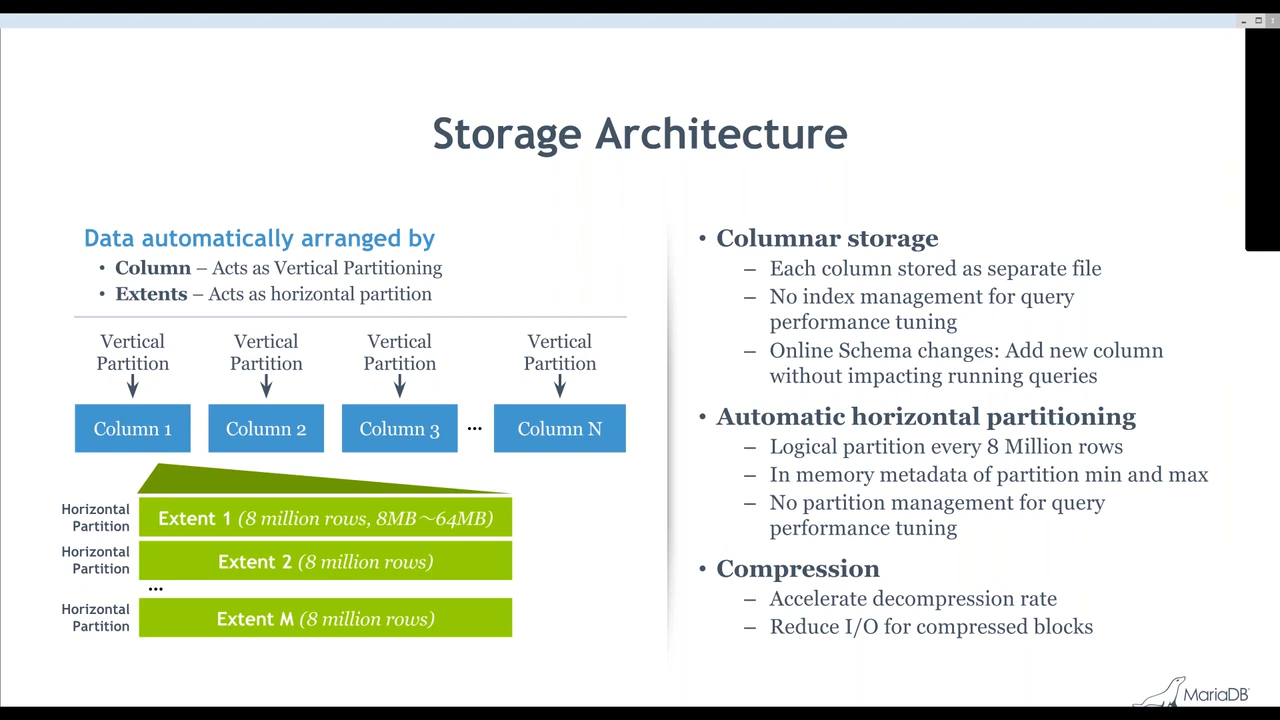 Storage Architecture
Data automatically arranged by
• Column – Acts as Vertical Partitioning
• Extents – Acts as horizontal partition
Vertical Partition
Vertical Partition
Vertical Partition
Vertical Partition
Column 1
Column 2
Column 3
...
Column N
Horizontal Partition
Extent 1 (8 million rows, 8MB~64MB)
Horizontal Partition
Extent 2 (8 million rows)
...
Horizontal Partition
Extent M (8 million rows)
• Columnar storage
– Each column stored as separate file
– No index management for query
performance tuning
– Online Schema changes: Add new column
without impacting running queries
• Automatic horizontal partitioning
– Logical partition every 8 Million rows
– In memory metadata of partition min and max
– No partition management for query
performance tuning
• Compression
– Accelerate decompression rate
– Reduce I/O for compressed blocks
MariaDB